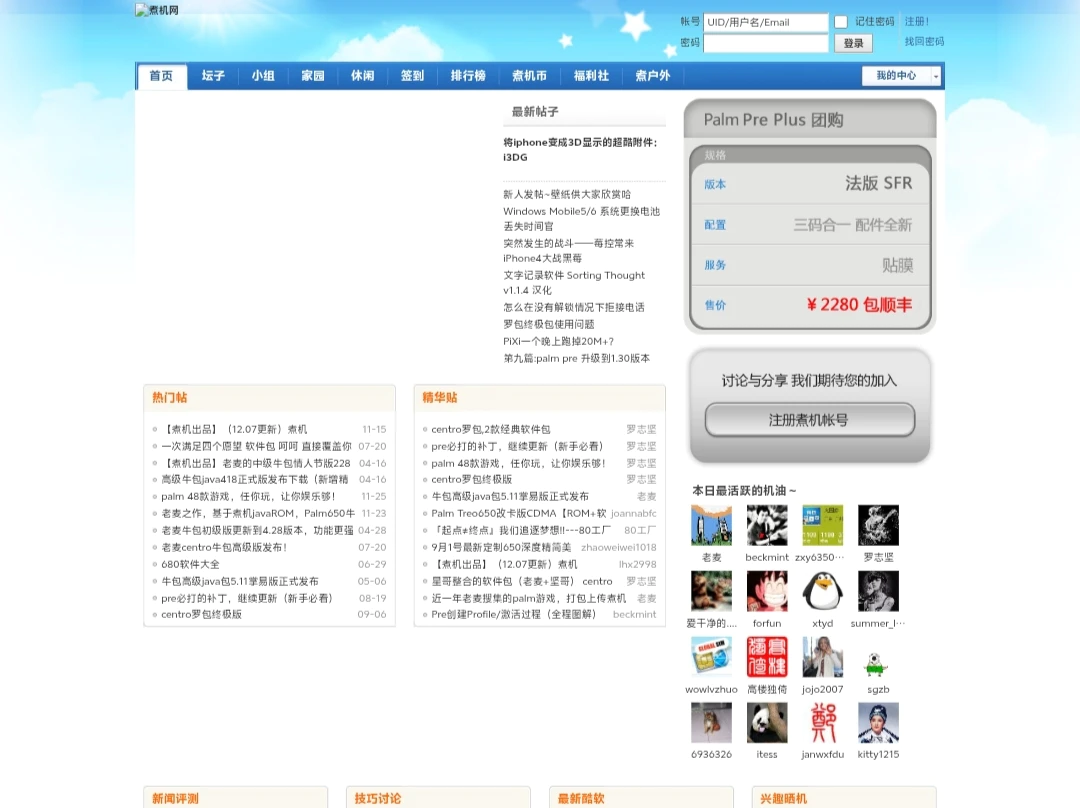 煮机网
帐号 UID/用户名/Email 记住密码 注册!
密码 登录 找回密码
首页 坛子 小组 家园 休闲 签到 排行榜 煮机市 福利社 煮户外 我的中心
最新帖子
将iphone变成3D显示的超酷附件:
i3DG
新人发帖~壁纸供大家欣赏哈
Windows Mobile5/6 系统更换电池
丢失时间官
突然发生的战斗——莓控常来
iPhone4大战黑莓
文字记录软件 Sorting Thought
v1.1.4 汉化
怎么在没有解锁情况下拒接电话
罗包终极包使用问题
PiXi一个晚上跑掉20M+?
第九篇:palm pre 升级到1.30版本
Palm Pre Plus 团购
规格
版本 法版 SFR
配置 三码合一 配件全新
服务 贴膜
售价 ￥2280 包顺丰
讨论与分享 我们期待您的加入
注册煮机帐号
热门帖
【煮机出品】（12.07更新）煮机 11-15
一次满足四个愿望 软件包 呵呵 直接覆盖你 07-20
【煮机出品】老麦的中级牛包情人节版228 04-16
高级牛包java418正式版发布下载（新增精 04-16
palm 48款游戏，任你玩，让你娱乐够！ 11-25
老麦之作，基于煮机javaROM，Palm650牛 11-23
老麦牛包初级版更新到4.28版本，功能更强 04-28
老麦centro牛包高级版发布！ 07-20
680软件大全 06-29
牛包高级java包5.11掌易版正式发布 05-06
pre必打的补丁，继续更新（新手必看） 08-19
centro罗包终极版 09-06
精华贴
centro罗包,2款经典软件包 罗志坚
pre必打的补丁，继续更新（新手必看） 罗志坚
palm 48款游戏，任你玩，让你娱乐够！ 罗志坚
centro罗包终极版 罗志坚
牛包高级java包5.11掌易版正式发布 老麦
Palm Treo650改卡版CDMA【ROM+软 joannabfc
「起点≠终点」我们追逐梦想!!---80工厂 80工厂
9月1号最新定制650深度精简美 zhaoweiwei1018
【煮机出品】（12.07更新）煮机 lhx2998
星哥整合的软件包（老麦+坚哥） centro 罗志坚
近一年老麦搜集的palm游戏，打包上传煮机 老麦
Pre创建Profile/激活过程（全程图解） beckmint
本日最活跃的机油 ~
老麦 beckmint zxy6350… 罗志坚
爱干净的.... forfun xtyd summer_l…
GLOBAL SIM
wowlvzhuo 高楼独倚 jojo2007 sgzb
鄭
6936326 itess janwxfdu kitty1215
新闻评测 技巧讨论 最新酷软 兴趣晒机